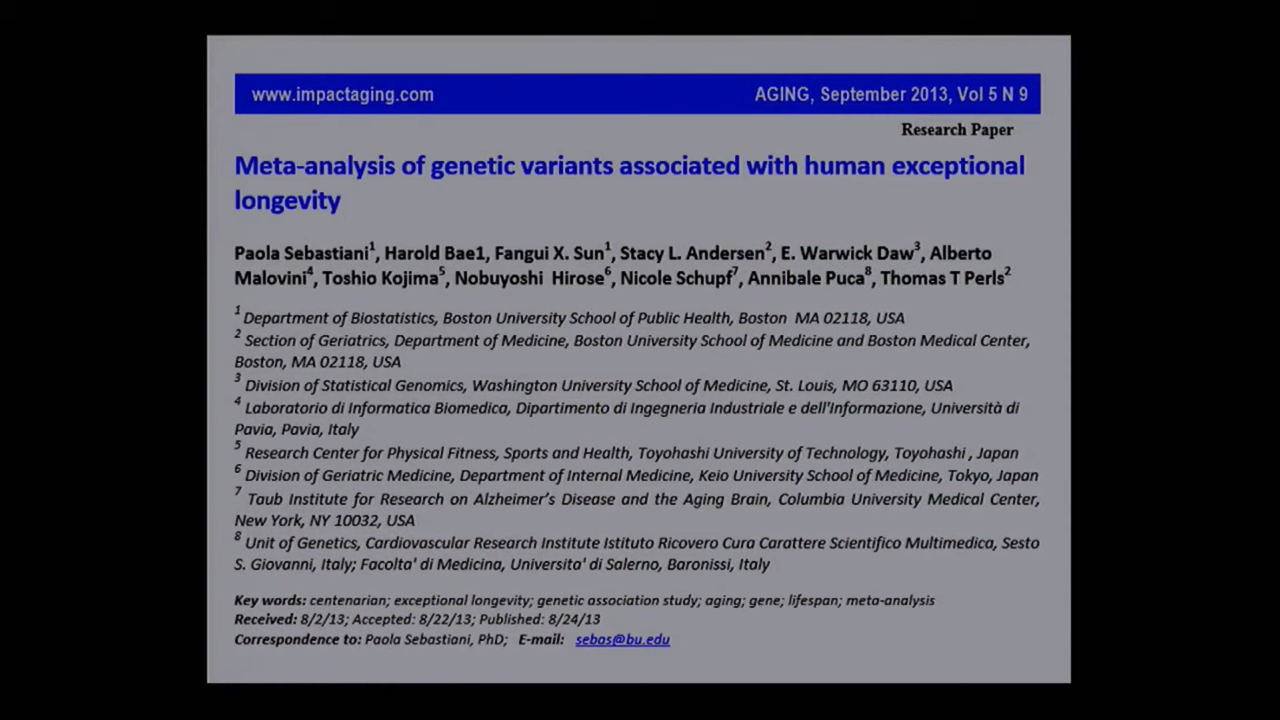 www.impactaging.com AGING, September 2013, Vol 5 N 9
Research Paper
Meta-analysis of genetic variants associated with human exceptional
longevity
Paola Sebastiani1, Harold Bae1, Fangui X. Sun1, Stacy L. Andersen2, E. Warwick Daw3, Alberto
Malovini4, Toshio Kojima5, Nobuyoshi Hirose6, Nicole Schupf7, Annibale Puca8, Thomas T Perls2
1 Department of Biostatistics, Boston University School of Public Health, Boston MA 02118, USA
2 Section of Geriatrics, Department of Medicine, Boston University School of Medicine and Boston Medical Center,
Boston, MA 02118, USA
3 Division of Statistical Genomics, Washington University School of Medicine, St. Louis, MO 63110, USA
4 Laboratorio di Informatica Biomedica, Dipartimento di Ingegneria Industriale e dell'Informazione, Università di
Pavia, Pavia, Italy
5 Research Center for Physical Fitness, Sports and Health, Toyohashi University of Technology, Toyohashi , Japan
6 Division of Geriatric Medicine, Department of Internal Medicine, Keio University School of Medicine, Tokyo, Japan
7 Taub Institute for Research on Alzheimer's Disease and the Aging Brain, Columbia University Medical Center,
New York, NY 10032, USA
8 Unit of Genetics, Cardiovascular Research Institute Istituto Ricovero Cura Carattere Scientifico Multimedica, Sesto
S. Giovanni, Italy; Facolta' di Medicina, Universita' di Salerno, Baronissi, Italy
Key words: centenarian; exceptional longevity; genetic association study; aging; gene; lifespan; meta-analysis
Received: 8/2/13; Accepted: 8/22/13; Published: 8/24/13
Correspondence to: Paola Sebastiani, PhD; E-mail: sebas@bu.edu